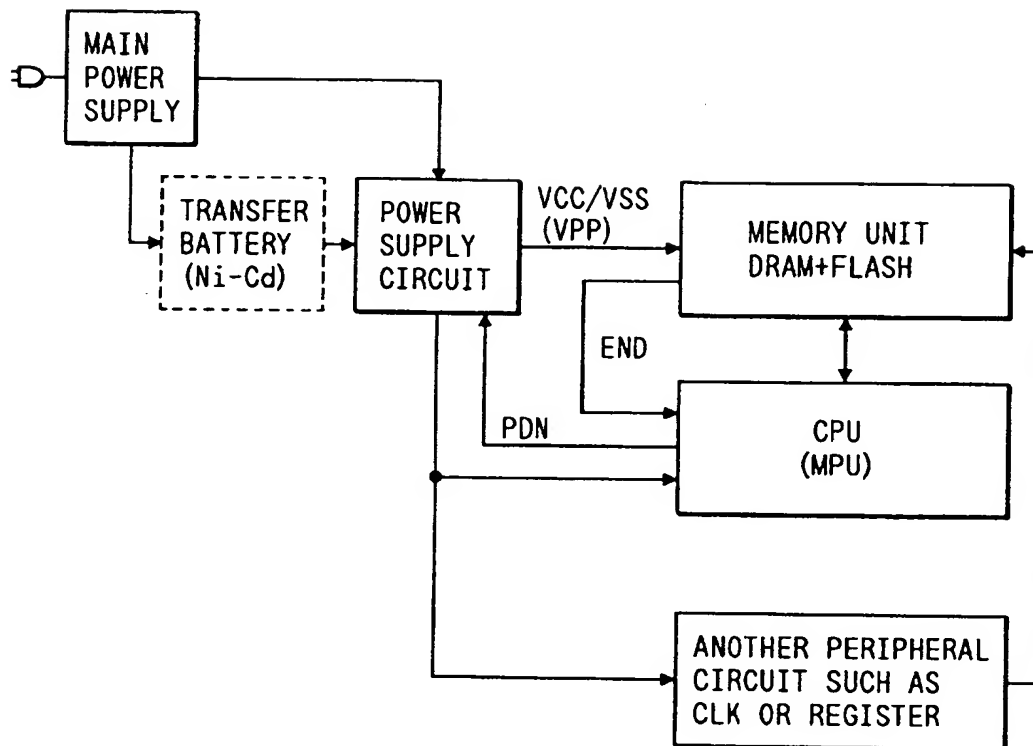 MAIN
POWER
SUPPLY
TRANSFER
BATTERY
(Ni-Cd)
POWER
SUPPLY
CIRCUIT
VCC/VSS
(VPP)
MEMORY UNIT
DRAM+FLASH
END
PDN
CPU
(MPU)
ANOTHER PERIPHERAL
CIRCUIT SUCH AS
CLK OR REGISTER